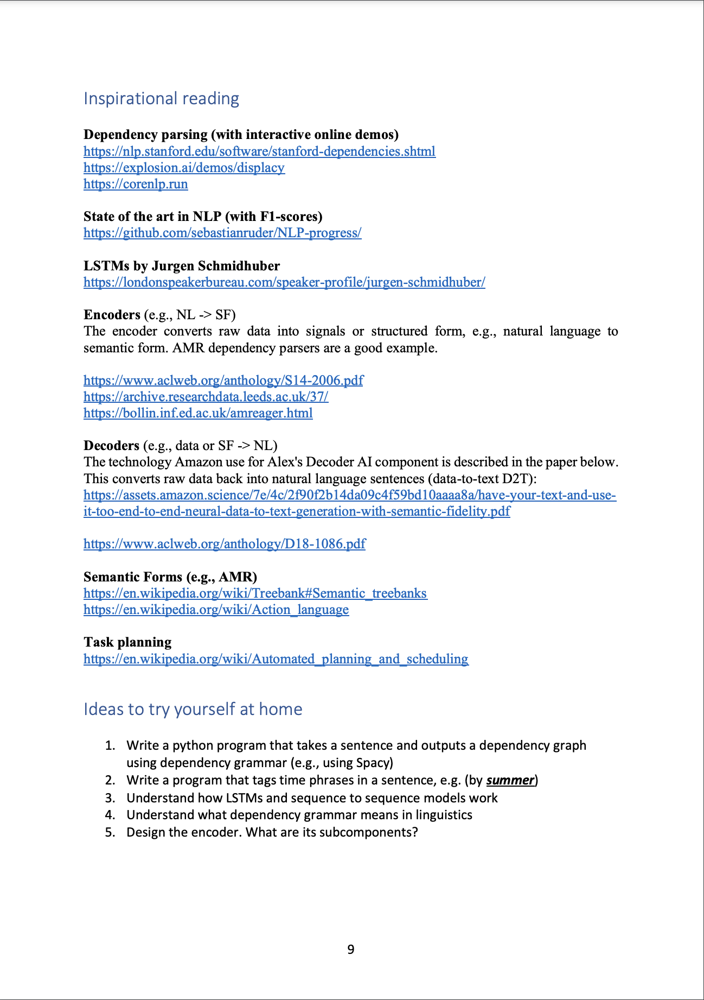 Inspirational reading
Dependency parsing (with interactive online demos)
https://nlp.stanford.edu/software/stanford-dependencies.shtml
https://explosion.ai/demos/displacy
https://corenlp.run
State of the art in NLP (with F1-scores)
https://github.com/sebastianruder/NLP-progress/
LSTMs by Jurgen Schmidhuber
https://londonspeakerbureau.com/speaker-profile/jurgen-schmidhuber/
Encoders (e.g., NL -> SF)
The encoder converts raw data into signals or structured form, e.g., natural language to
semantic form. AMR dependency parsers are a good example.
https://www.aclweb.org/anthology/S14-2006.pdf
https://archive.researchdata.leeds.ac.uk/37/
https://bollin.inf.ed.ac.uk/amreager.html
Decoders (e.g., data or SF -> NL)
The technology Amazon use for Alex's Decoder AI component is described in the paper below.
This converts raw data back into natural language sentences (data-to-text D2T):
https://assets.amazon.science/7e/4c/2f90f2b14da09c4f59bd10aaaa8a/have-your-text-and-use-
it-too-end-to-end-neural-data-to-text-generation-with-semantic-fidelity.pdf
https://www.aclweb.org/anthology/D18-1086.pdf
Semantic Forms (e.g., AMR)
https://en.wikipedia.org/wiki/Treebank#Semantic_treebanks
https://en.wikipedia.org/wiki/Action_language
Task planning
https://en.wikipedia.org/wiki/Automated_planning_and_scheduling
Ideas to try yourself at home
1. Write a python program that takes a sentence and outputs a dependency graph
using dependency grammar (e.g., using Spacy)
2. Write a program that tags time phrases in a sentence, e.g. (by summer)
3. Understand how LSTMs and sequence to sequence models work
4. Understand what dependency grammar means in linguistics
5. Design the encoder. What are its subcomponents?
9